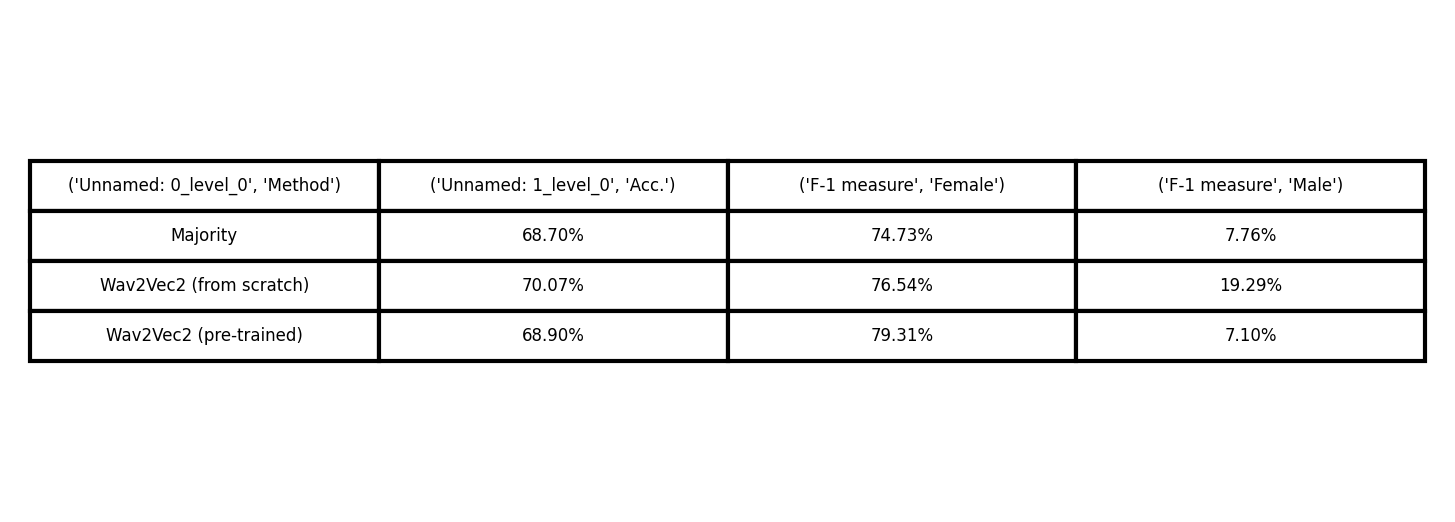 ('Unnamed: 0_level_0', 'Method') ('Unnamed: 1_level_0', 'Acc.') ('F-1 measure', 'Female') ('F-1 measure', 'Male')
Majority 68.70% 74.73% 7.76%
Wav2Vec2 (from scratch) 70.07% 76.54% 19.29%
Wav2Vec2 (pre-trained) 68.90% 79.31% 7.10%